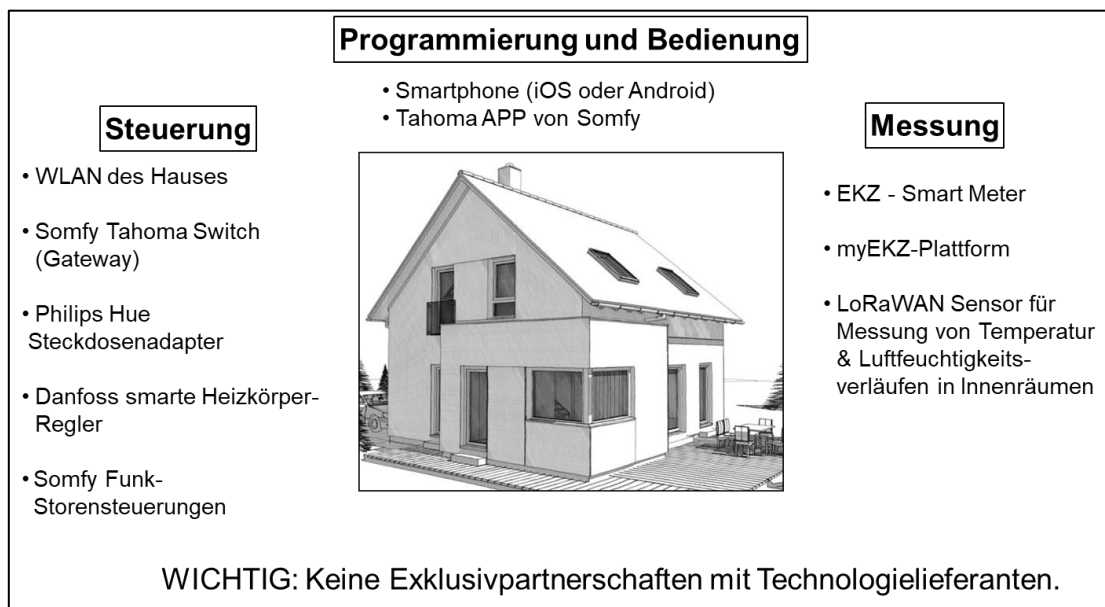 Programmierung und Bedienung
• Smartphone (iOS oder Android)
• Tahoma APP von Somfy
Steuerung
• WLAN des Hauses
• Somfy Tahoma Switch
(Gateway)
• Philips Hue
Steckdosenadapter
• Danfoss smarte Heizkörper-
Regler
• Somfy Funk-
Storensteuerungen
Messung
• EKZ - Smart Meter
• myEKZ-Plattform
• LoRaWAN Sensor für
Messung von Temperatur
& Luftfeuchtigkeits-
verläufen in Innenräumen
WICHTIG: Keine Exklusivpartnerschaften mit Technologielieferanten.